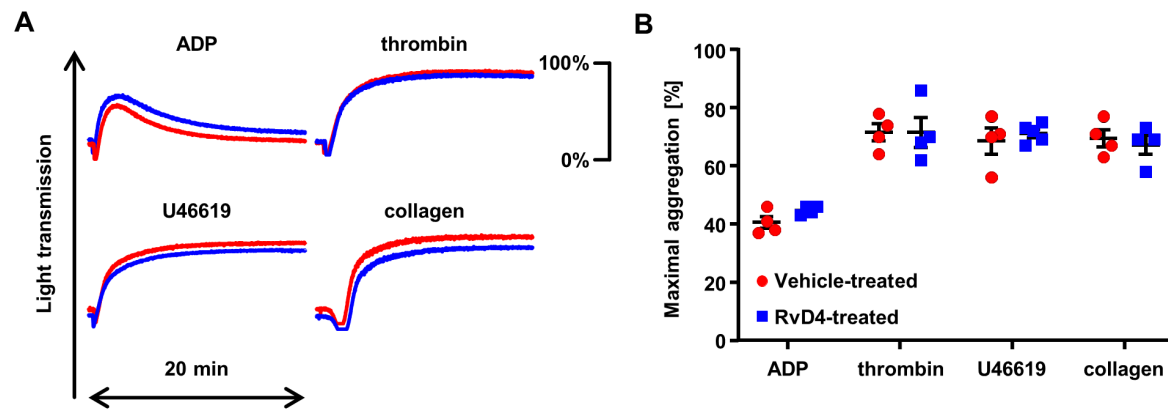 A
ADP
thrombin
100%
0%
U46619
collagen
Light transmission
20 min
B
Maximal aggregation [%]
100
80
60
40
20
0
Vehicle-treated
RvD4-treated
ADP
thrombin
U46619
collagen